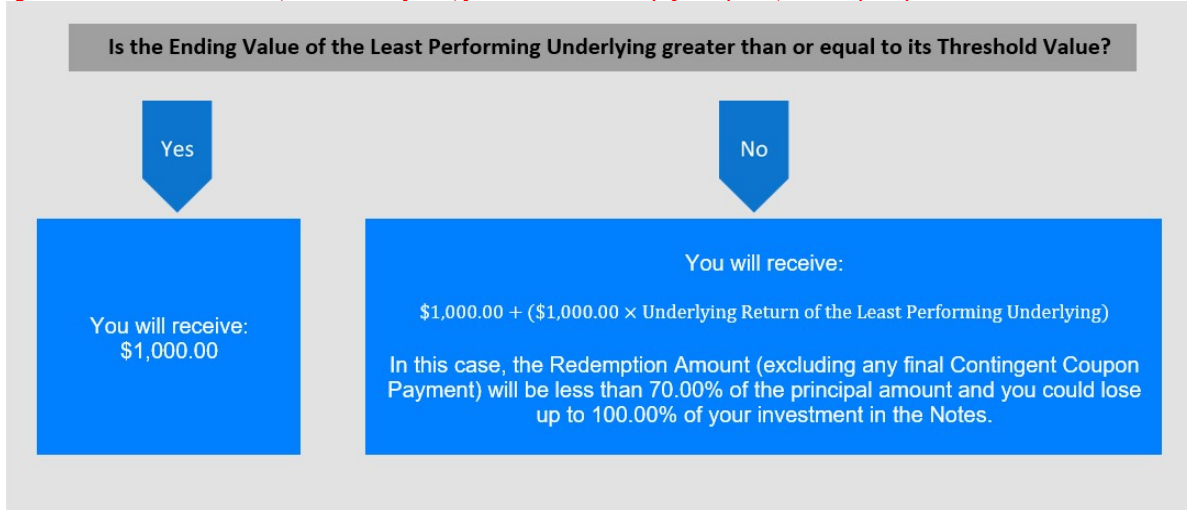 Is the Ending Value of the Least Performing Underlying greater than or equal to its Threshold Value?
Yes
No
You will receive:
$1,000.00
You will receive:
$1,000.00 + ($1,000.00 × Underlying Return of the Least Performing Underlying)
In this case, the Redemption Amount (excluding any final Contingent Coupon
Payment) will be less than 70.00% of the principal amount and you could lose
up to 100.00% of your investment in the Notes.